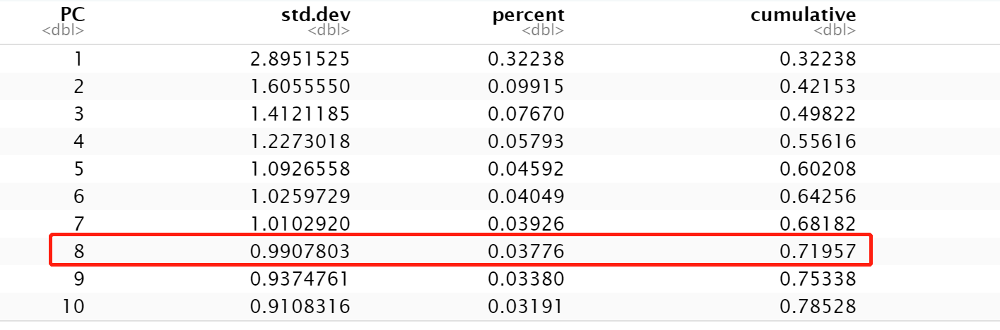 PC std.dev percent cumulative
<dbl> <dbl> <dbl> <dbl>
1 2.8951525 0.32238 0.32238
2 1.6055550 0.09915 0.42153
3 1.4121185 0.07670 0.49822
4 1.2273018 0.05793 0.55616
5 1.0926558 0.04592 0.60208
6 1.0259729 0.04049 0.64256
7 1.0102920 0.03926 0.68182
8 0.9907803 0.03776 0.71957
9 0.9374761 0.03380 0.75338
10 0.9108316 0.03191 0.78528